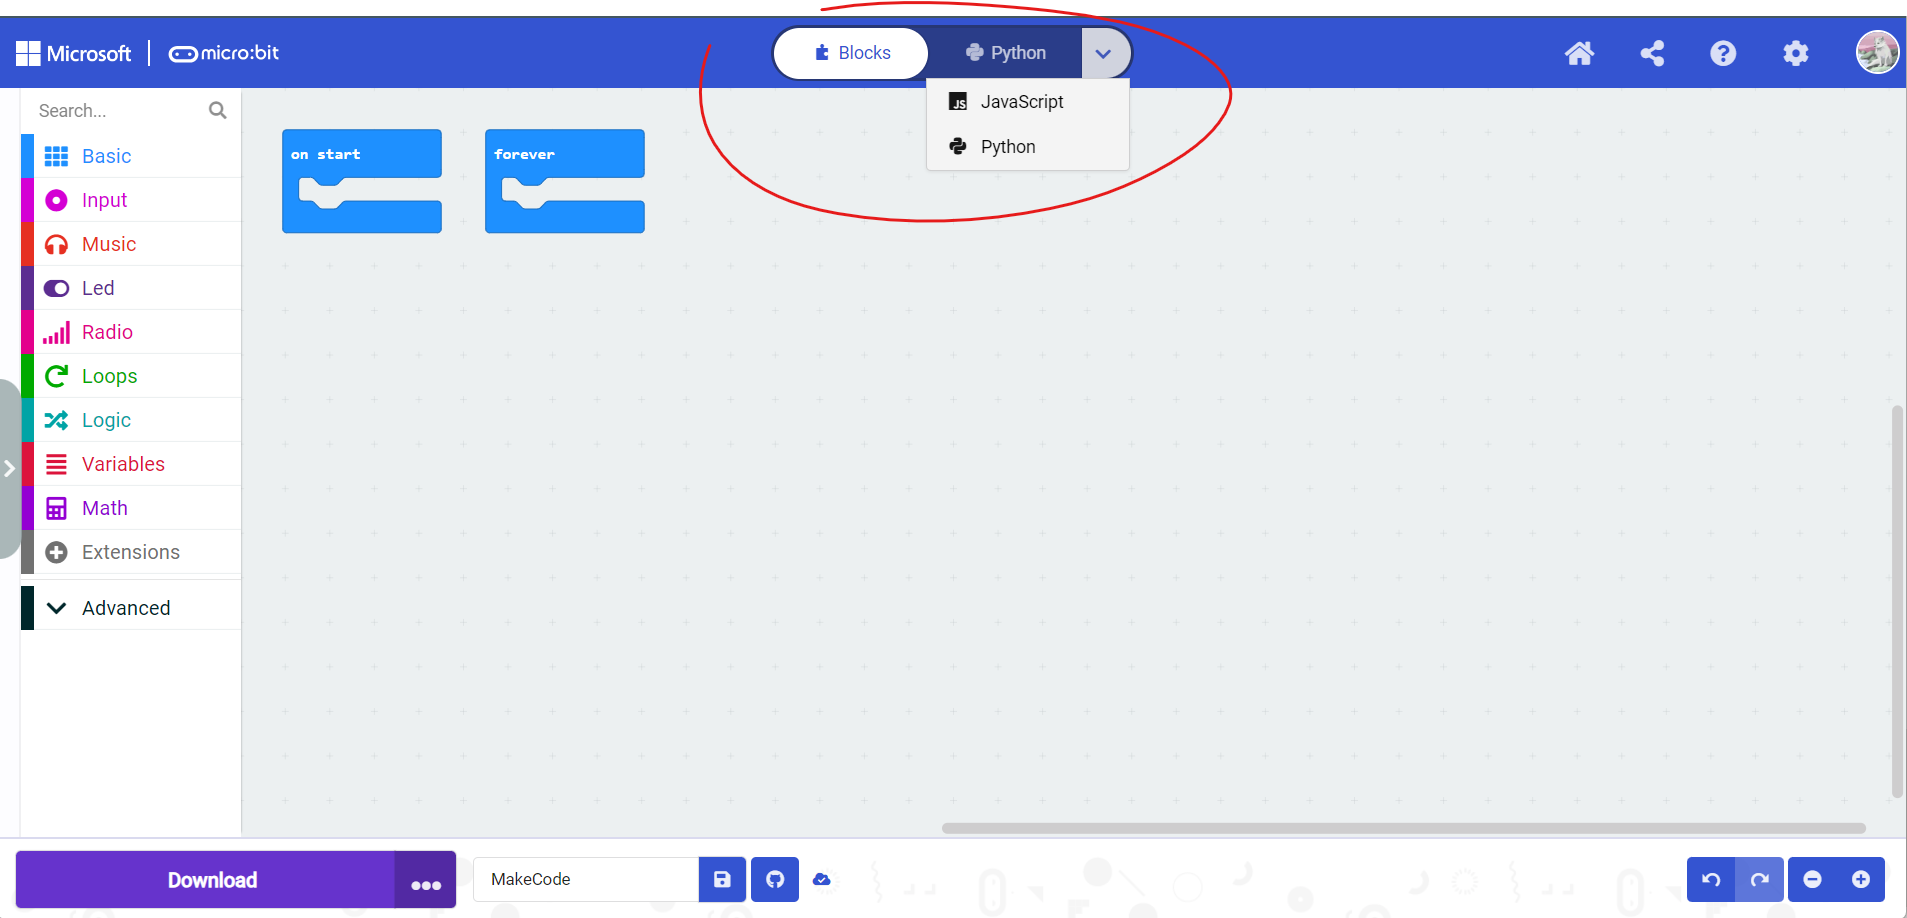 Microsoft
micro:bit
Blocks
Python
JS JavaScript
Python
Search...
Basic
Input
Music
Led
Radio
Loops
Logic
Variables
Math
Extensions
Advanced
on start
forever
Download
MakeCode